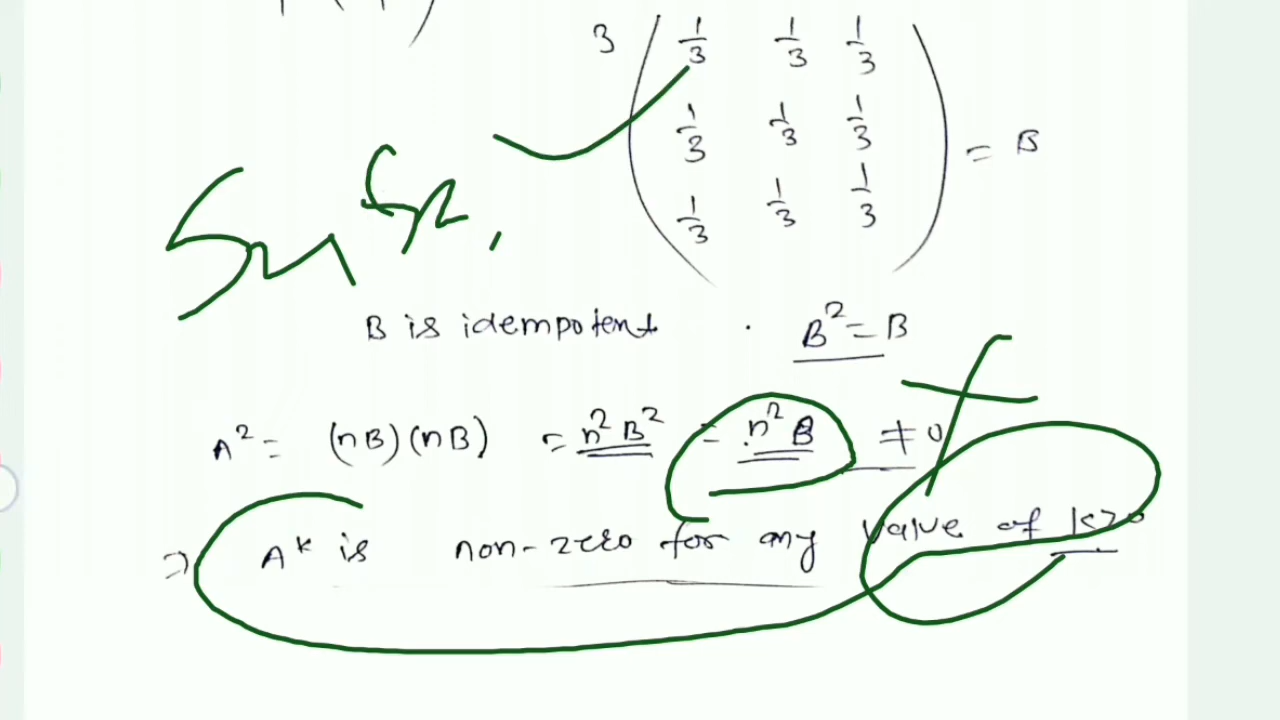 3 ( 1/3 1/3 1/3
1/3 1/3 1/3 = B
1/3 1/3 1/3 )
B is idempotent . B² = B
A² = (nB)(nB) = n²B² = n²B ≠ 0
⇒ Aᴷ is non-zero for any value of K>0